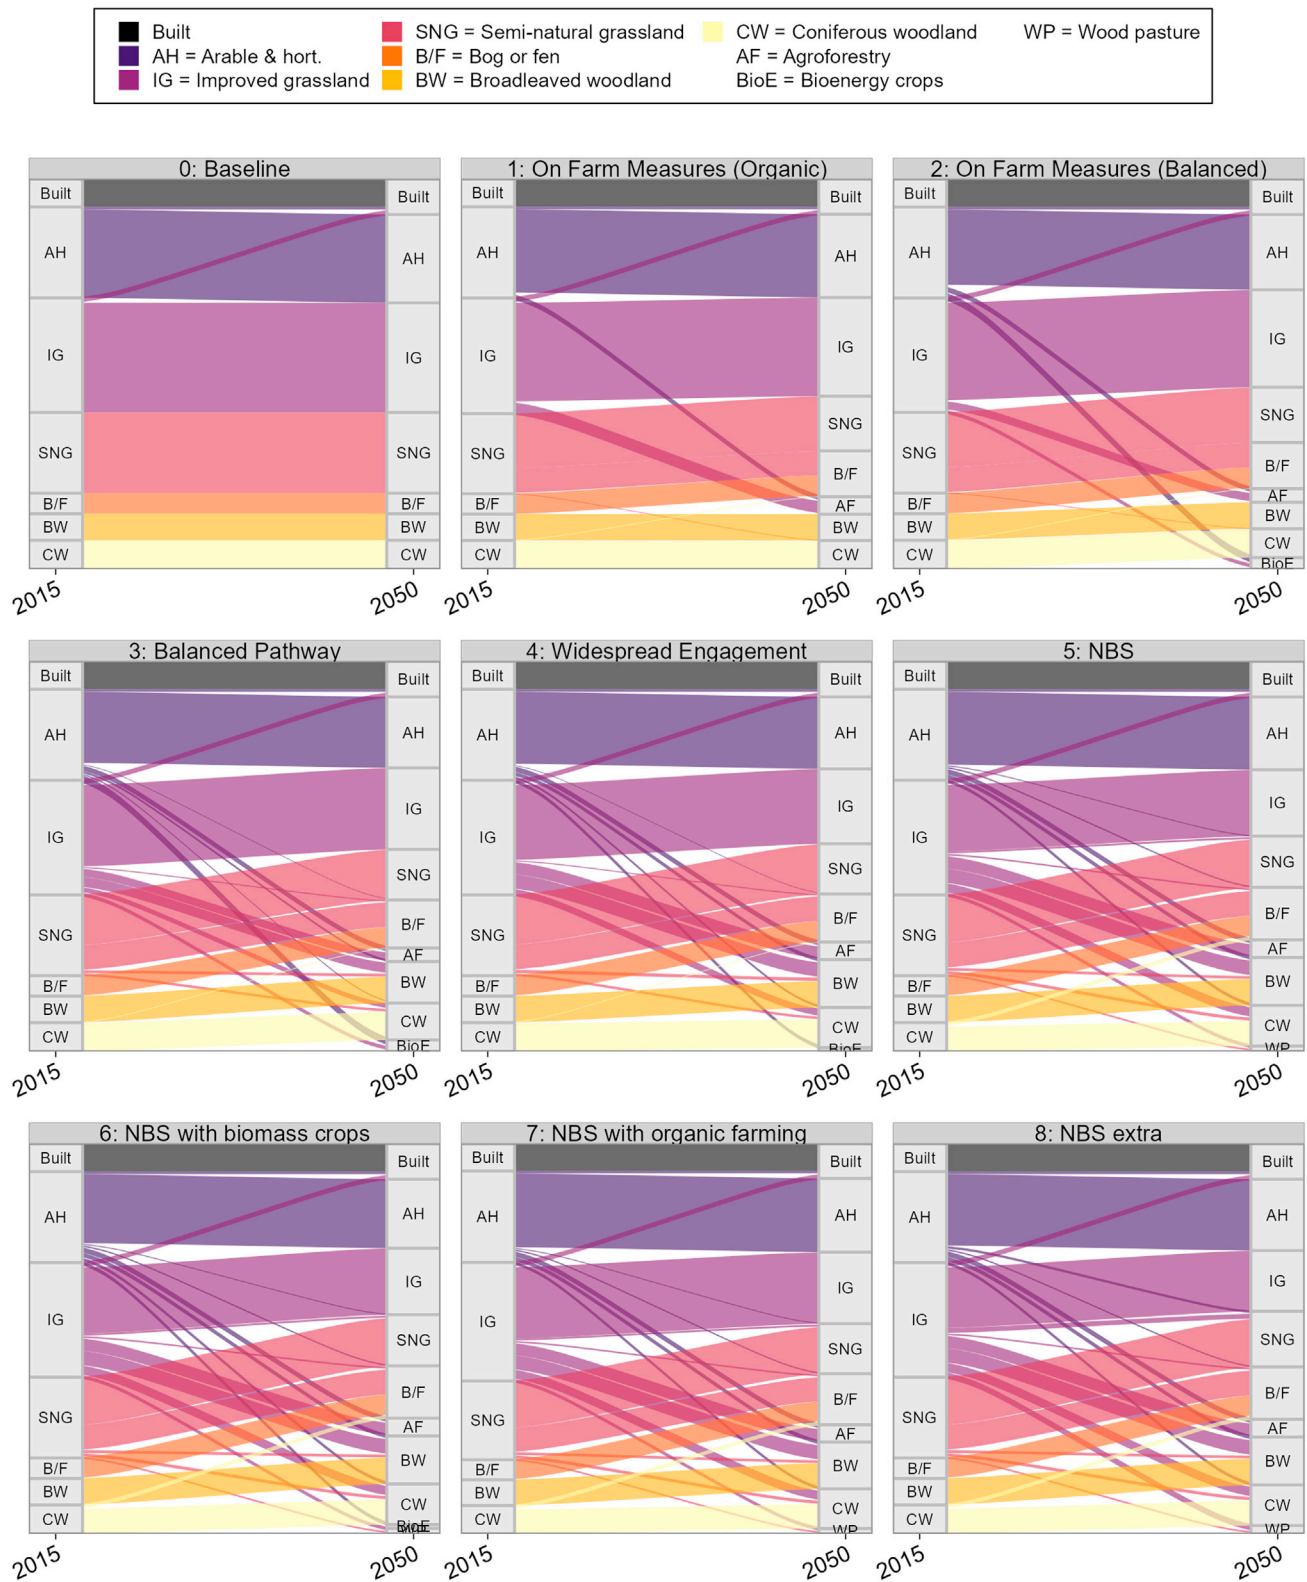 Built
SNG = Semi-natural grassland
CW = Coniferous woodland
WP = Wood pasture
AH = Arable & hort.
B/F = Bog or fen
AF = Agroforestry
IG = Improved grassland
BW = Broadleaved woodland
BioE = Bioenergy crops
0: Baseline
Built
AH
IG
SNG
B/F
BW
CW
Built
AH
IG
SNG
B/F
BW
CW
2015
2050
1: On Farm Measures (Organic)
Built
AH
IG
SNG
B/F
BW
CW
Built
AH
IG
SNG
B/F
AF
BW
CW
2015
2050
2: On Farm Measures (Balanced)
Built
AH
IG
SNG
B/F
BW
CW
Built
AH
IG
SNG
B/F
AF
BW
CW
BioE
2015
2050
3: Balanced Pathway
Built
AH
IG
SNG
B/F
BW
CW
Built
AH
IG
SNG
B/F
AF
BW
CW
BioE
2015
2050
4: Widespread Engagement
Built
AH
IG
SNG
B/F
BW
CW
Built
AH
IG
SNG
B/F
AF
BW
CW
BioE
2015
2050
5: NBS
Built
AH
IG
SNG
B/F
BW
CW
Built
AH
IG
SNG
B/F
AF
BW
CW
WP
2015
2050
6: NBS with biomass crops
Built
AH
IG
SNG
B/F
BW
CW
Built
AH
IG
SNG
B/F
AF
BW
CW
BioE
2015
2050
7: NBS with organic farming
Built
AH
IG
SNG
B/F
BW
CW
Built
AH
IG
SNG
B/F
AF
BW
CW
WP
2015
2050
8: NBS extra
Built
AH
IG
SNG
B/F
BW
CW
Built
AH
IG
SNG
B/F
AF
BW
CW
WP
2015
2050